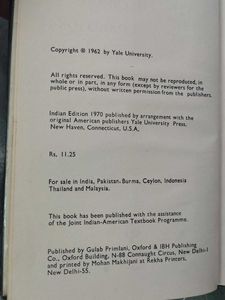 Copyright © 1962 by Yale University.
All rights reserved. This book may not be reproduced, in
whole or in part, in any form (except by reviewers for the
public press), without written permission from the publishers.
Indian Edition 1970 published by arrangement with the
original American publishers Yale University Press,
New Haven, Connecticut, U.S.A.
Rs. 11.25
For sale in India, Pakistan, Burma, Ceylon, Indonesia
Thailand and Malaysia.
This book has been published with the assistance
of the Joint Indian-American Textbook Programme.
Published by Gulab Primlani, Oxford & IBH Publishing
Co., Oxford Building, N-88 Connaught Circus, New Delhi-1
and printed by Mohan Makhijani at Rekha Printers,
New Delhi-55.